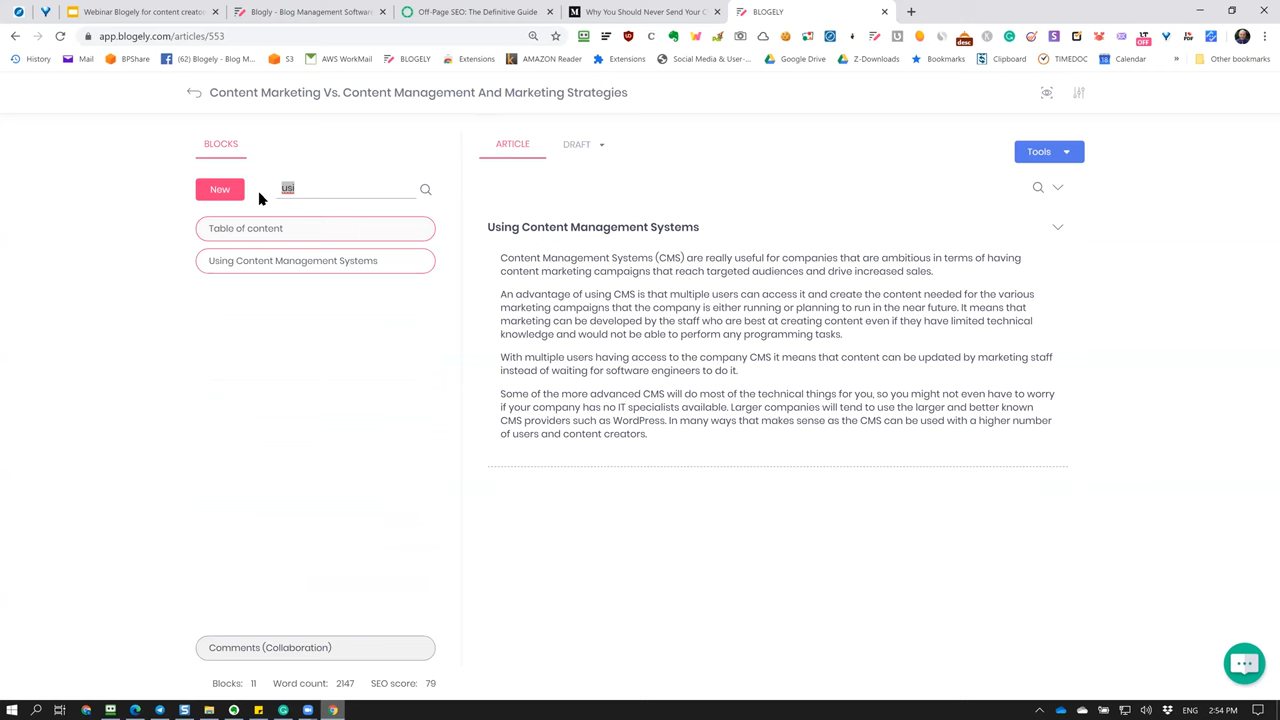 Webinar Blogely for content creato
Blogly - Blog Management Software
Off-Page SEO: The Definitive Guide
Why You Should Never Send Your C
BLOGELY
app.blogely.com/articles/553
History
Mail
BPShare
(62) Blogely - Blog M...
S3
AWS WorkMail
BLOGELY
Extensions
AMAZON Reader
Extensions
Social Media & User-...
Google Drive
Z-Downloads
Bookmarks
Clipboard
TIMEDOC
Calendar
»
Other bookmarks
Content Marketing Vs. Content Management And Marketing Strategies
BLOCKS
ARTICLE
DRAFT
Tools
New
usi
Table of content
Using Content Management Systems
Using Content Management Systems
Content Management Systems (CMS) are really useful for companies that are ambitious in terms of having
content marketing campaigns that reach targeted audiences and drive increased sales.
An advantage of using CMS is that multiple users can access it and create the content needed for the various
marketing campaigns that the company is either running or planning to run in the near future. It means that
marketing can be developed by the staff who are best at creating content even if they have limited technical
knowledge and would not be able to perform any programming tasks.
With multiple users having access to the company CMS it means that content can be updated by marketing staff
instead of waiting for software engineers to do it.
Some of the more advanced CMS will do most of the technical things for you, so you might not even have to worry
if your company has no IT specialists available. Larger companies will tend to use the larger and better known
CMS providers such as WordPress. In many ways that makes sense as the CMS can be used with a higher number
of users and content creators.
Comments (Collaboration)
Blocks: 11 Word count: 2147 SEO score: 79
ENG 2:54 PM